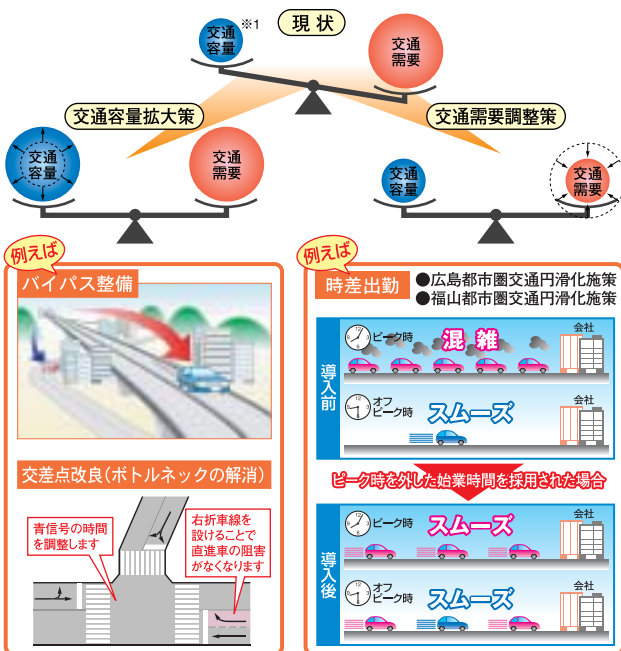 現状
交通
容量
※1
交通
需要
交通容量拡大策
交通需要調整策
交通
容量
交通
需要
交通
容量
交通
需要
例えば
バイパス整備
交差点改良(ボトルネックの解消)
青信号の時間
を調整します
右折車線を
設けることで
直進車の阻害
がなくなります
例えば
時差出勤
●広島都市圏交通円滑化施策
●福山都市圏交通円滑化施策
導入前
ピーク時
混雑
会社
オフ
ピーク時
スムーズ
会社
ピーク時を外した始業時間を採用された場合
導入後
ピーク時
スムーズ
会社
オフ
ピーク時
スムーズ
会社